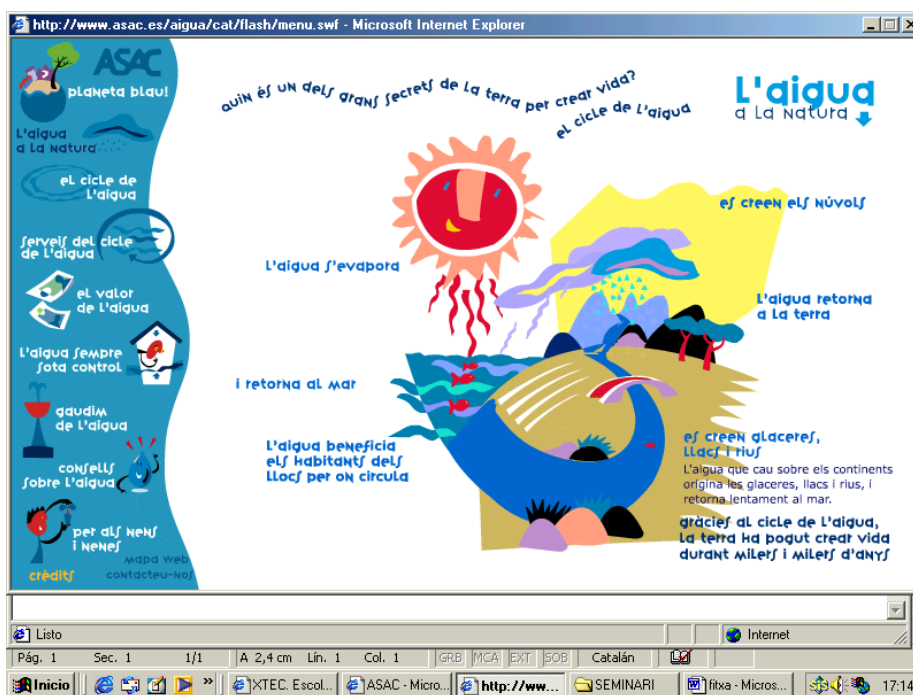 http://www.asac.es/aigua/cat/flash/menu.swf - Microsoft Internet Explorer
ASAC
planeta blau!
L'aigua
a la natura
el cicle de
l'aigua
serveis del cicle
de l'aigua
el valor
de l'aigua
l'aigua sempre
sota control
gaudim
de l'aigua
consells
sobre l'aigua
per als nens
i nenes
mapa web
crèdits
contacteu-nos
quin és un dels grans secrets de la terra per crear vida?
el cicle de l'aigua
L'aigua
a la natura
es creen els núvols
l'aigua s'evapora
l'aigua retorna
a la terra
i retorna al mar
l'aigua beneficia
els habitants dels
llocs per on circula
es creen glaceres,
llacs i rius
L'aigua que cau sobre els continents
origina les glaceres, llacs i rius, i
retorna lentament al mar.
gràcies al cicle de l'aigua,
la terra ha pogut crear vida
durant milers i milers d'anys
Listo
Internet
Pág. 1 Sec. 1 1/1 A 2,4 cm Lín. 1 Col. 1 GRB MCA EXT SOB Catalán
Inicio » XTEC. Escol... ASAC - Micro... http://ww... SEMINARI fitxa - Micros... « 17:14